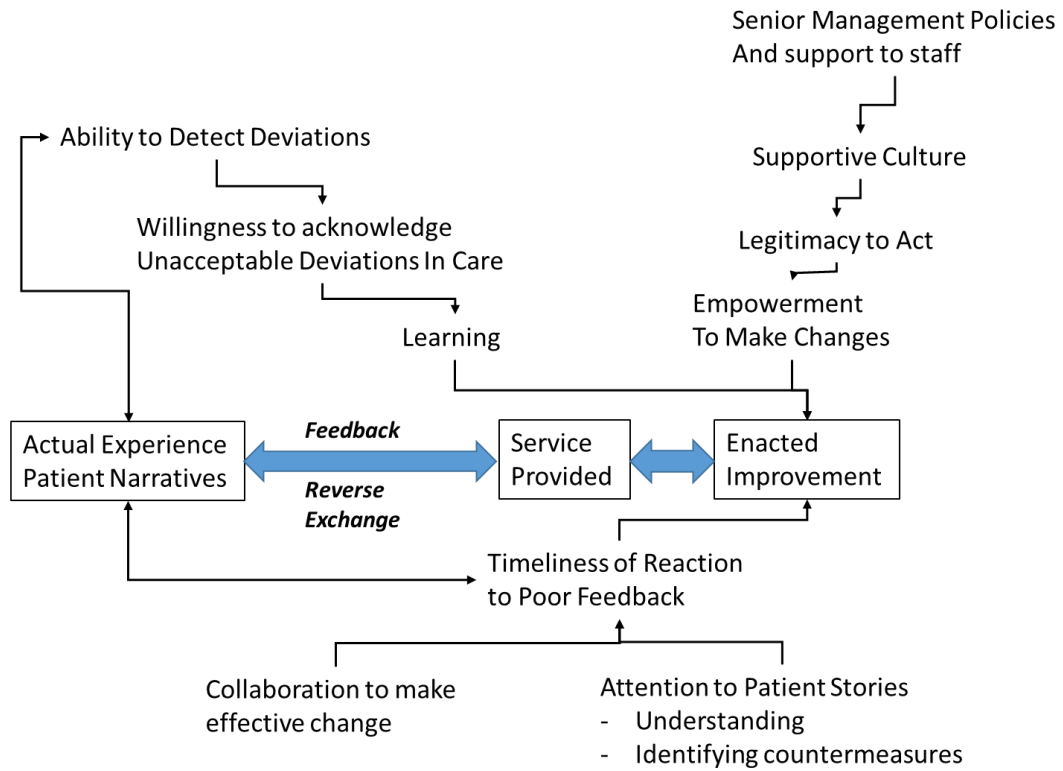 Senior Management Policies
And support to staff
Ability to Detect Deviations
Supportive Culture
Willingness to acknowledge
Unacceptable Deviations In Care
Legitimacy to Act
Empowerment
To Make Changes
Learning
Actual Experience
Patient Narratives
Feedback
Reverse
Exchange
Service
Provided
Enacted
Improvement
Timeliness of Reaction
to Poor Feedback
Collaboration to make
effective change
Attention to Patient Stories
- Understanding
- Identifying countermeasures